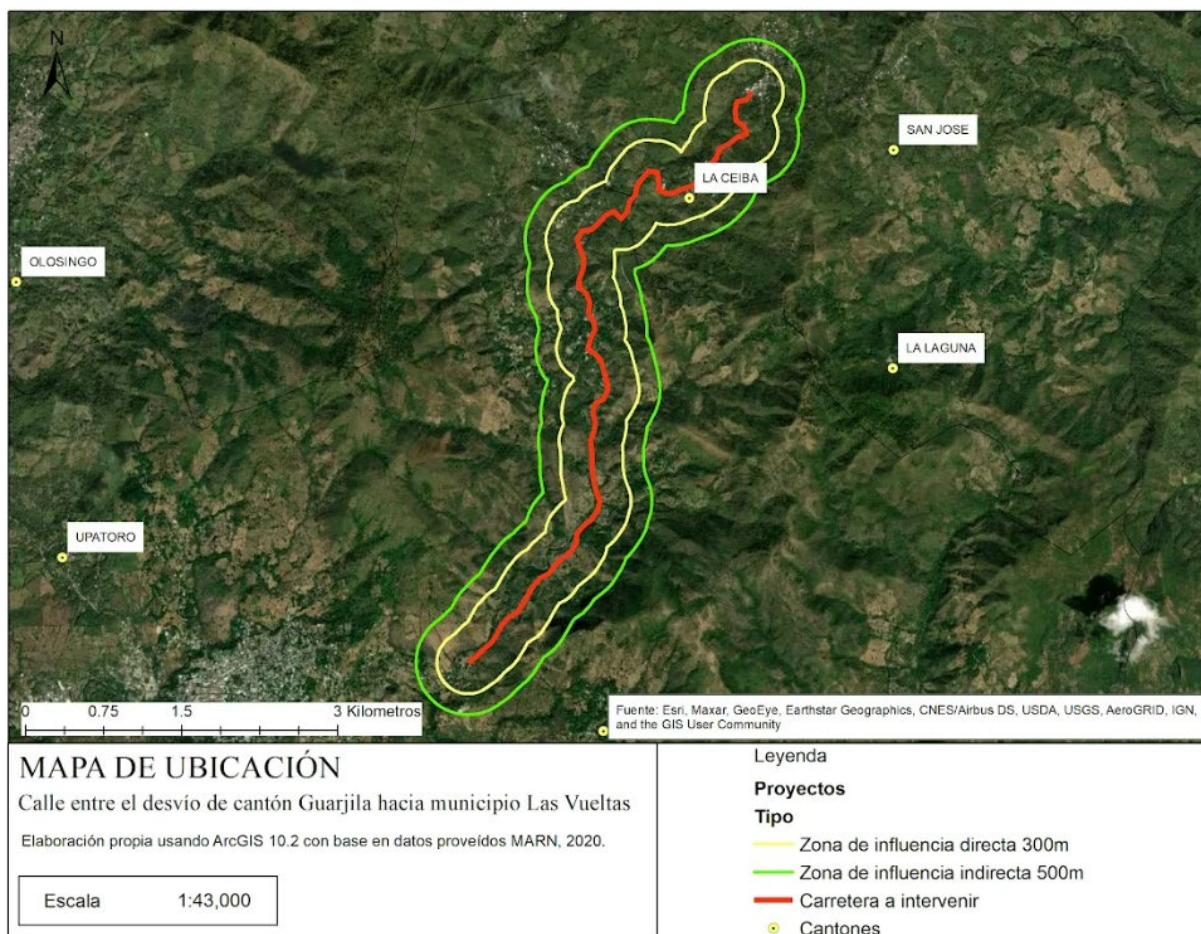 N
SAN JOSE
LA CEIBA
OLOSINGO
LA LAGUNA
UPATORO
0 0.75 1.5 3 Kilometros
Fuente: Esri, Maxar, GeoEye, Earthstar Geographics, CNES/Airbus DS, USDA, USGS, AeroGRID, IGN,
and the GIS User Community
MAPA DE UBICACIÓN
Calle entre el desvío de cantón Guarjila hacia municipio Las Vueltas
Elaboración propia usando ArcGIS 10.2 con base en datos proveídos MARN, 2020.
Escala 1:43,000
Leyenda
Proyectos
Tipo
Zona de influencia directa 300m
Zona de influencia indirecta 500m
Carretera a intervenir
Cantones